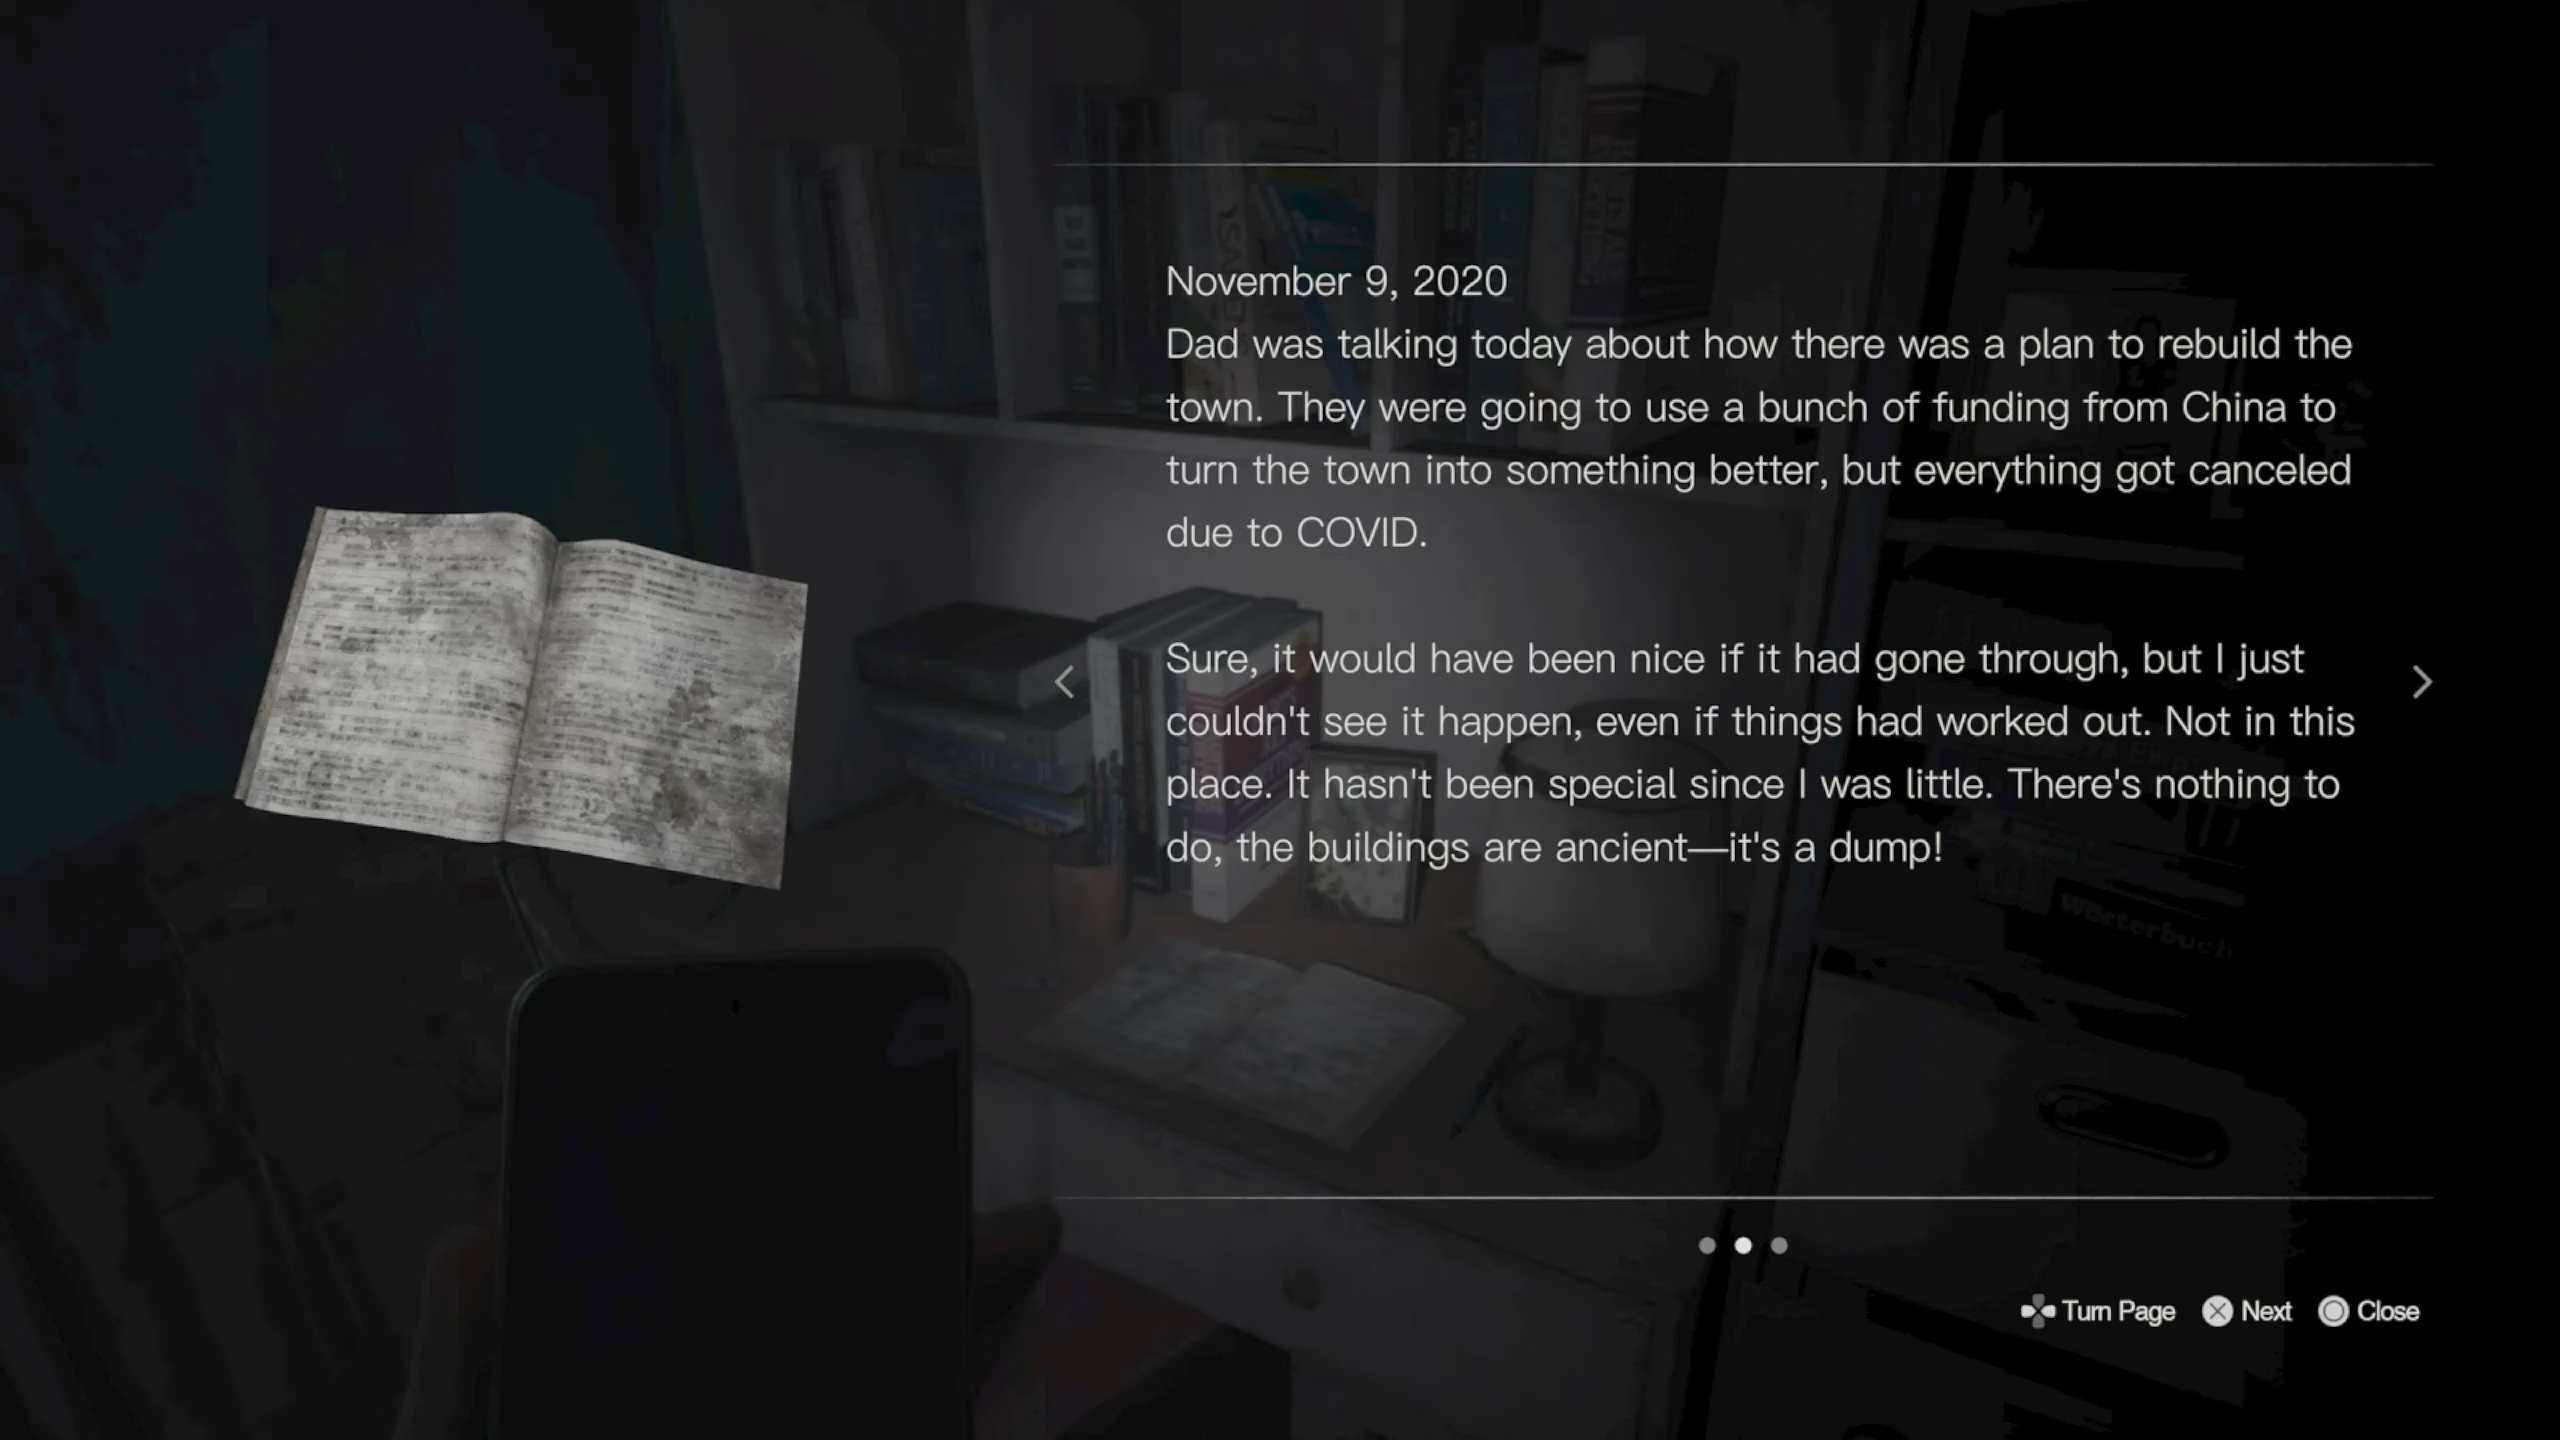 November 9, 2020
Dad was talking today about how there was a plan to rebuild the
town. They were going to use a bunch of funding from China to
turn the town into something better, but everything got canceled
due to COVID.
Sure, it would have been nice if it had gone through, but I just
couldn't see it happen, even if things had worked out. Not in this
place. It hasn't been special since I was little. There's nothing to
do, the buildings are ancient—it's a dump!
Wörterbuch
Turn Page Next Close